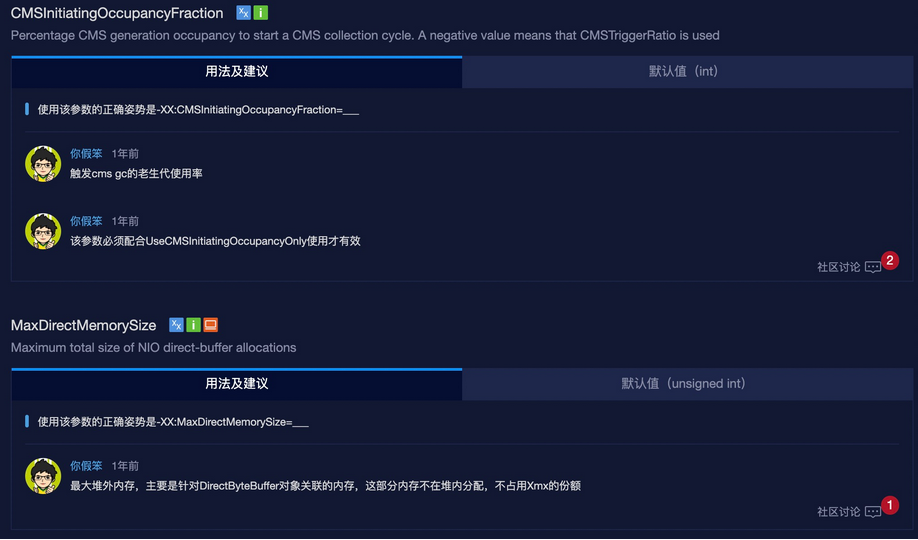 CMSInitiatingOccupancyFraction
Percentage CMS generation occupancy to start a CMS collection cycle. A negative value means that CMSTriggerRatio is used
用法及建议 默认值（int）
使用该参数的正确姿势是-XX:CMSInitiatingOccupancyFraction=___
你假笨 1年前
触发cms gc的老生代使用率
你假笨 1年前
该参数必须配合UseCMSInitiatingOccupancyOnly使用才有效
社区讨论 2
MaxDirectMemorySize
Maximum total size of NIO direct-buffer allocations
用法及建议 默认值（unsigned int）
使用该参数的正确姿势是-XX:MaxDirectMemorySize=___
你假笨 1年前
最大堆外内存，主要是针对DirectByteBuffer对象关联的内存，这部分内存不在堆内分配，不占用Xmx的份额
社区讨论 1